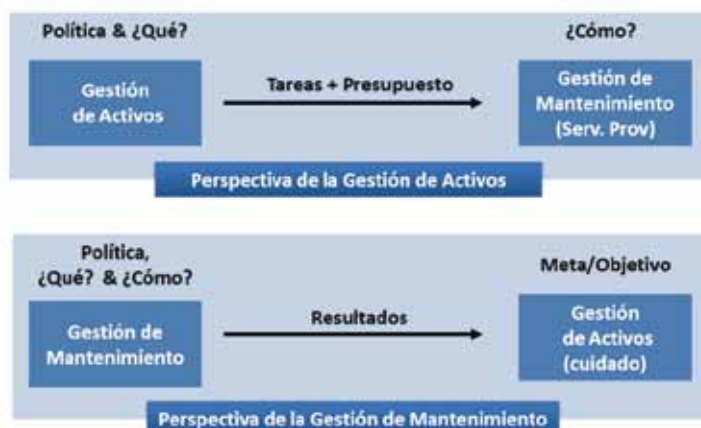 Política & ¿Qué?
¿Cómo?
Gestión
de Activos
Tareas + Presupuesto
Gestión de
Mantenimiento
(Serv. Prov)
Perspectiva de la Gestión de Activos
Política,
¿Qué? & ¿Cómo?
Meta/Objetivo
Gestión de
Mantenimiento
Resultados
Gestión
de Activos
(cuidado)
Perspectiva de la Gestión de Mantenimiento